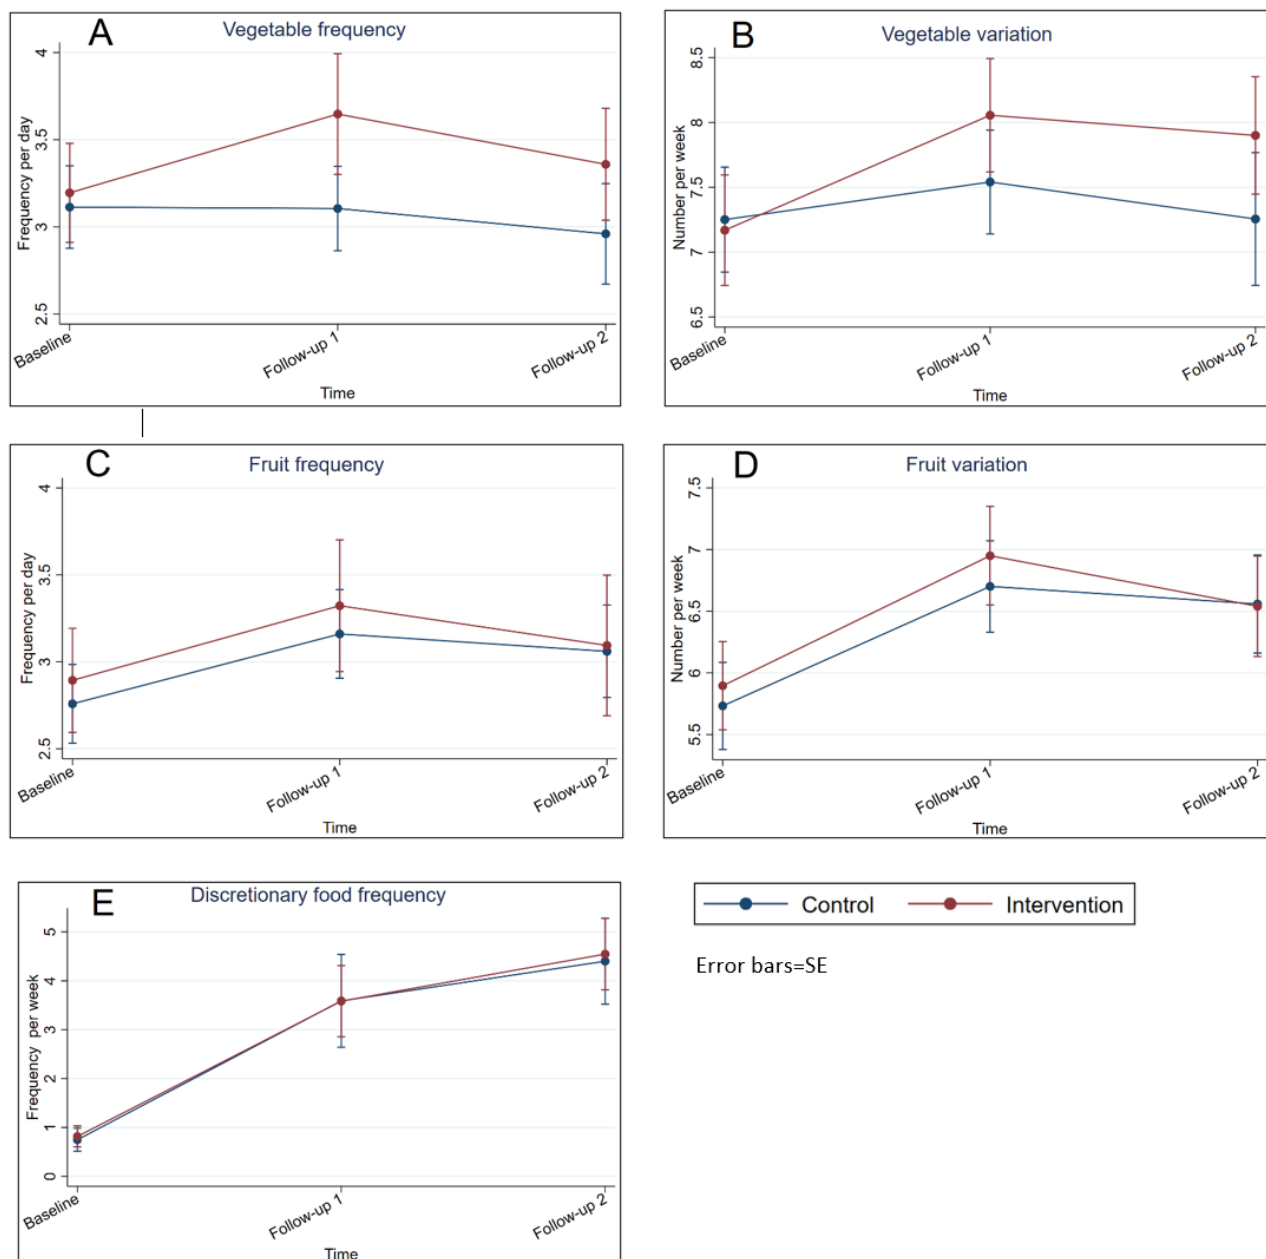 A
Vegetable frequency
Frequency per day
4
3.5
3
2.5
Baseline
Follow-up 1
Follow-up 2
Time
B
Vegetable variation
Number per week
8.5
8
7.5
7
6.5
Baseline
Follow-up 1
Follow-up 2
Time
C
Fruit frequency
Frequency per day
4
3.5
3
2.5
Baseline
Follow-up 1
Follow-up 2
Time
D
Fruit variation
Number per week
7.5
7
6.5
6
5.5
Baseline
Follow-up 1
Follow-up 2
Time
E
Discretionary food frequency
Frequency per week
5
4
3
2
1
0
Baseline
Follow-up 1
Follow-up 2
Time
Control
Intervention
Error bars=SE